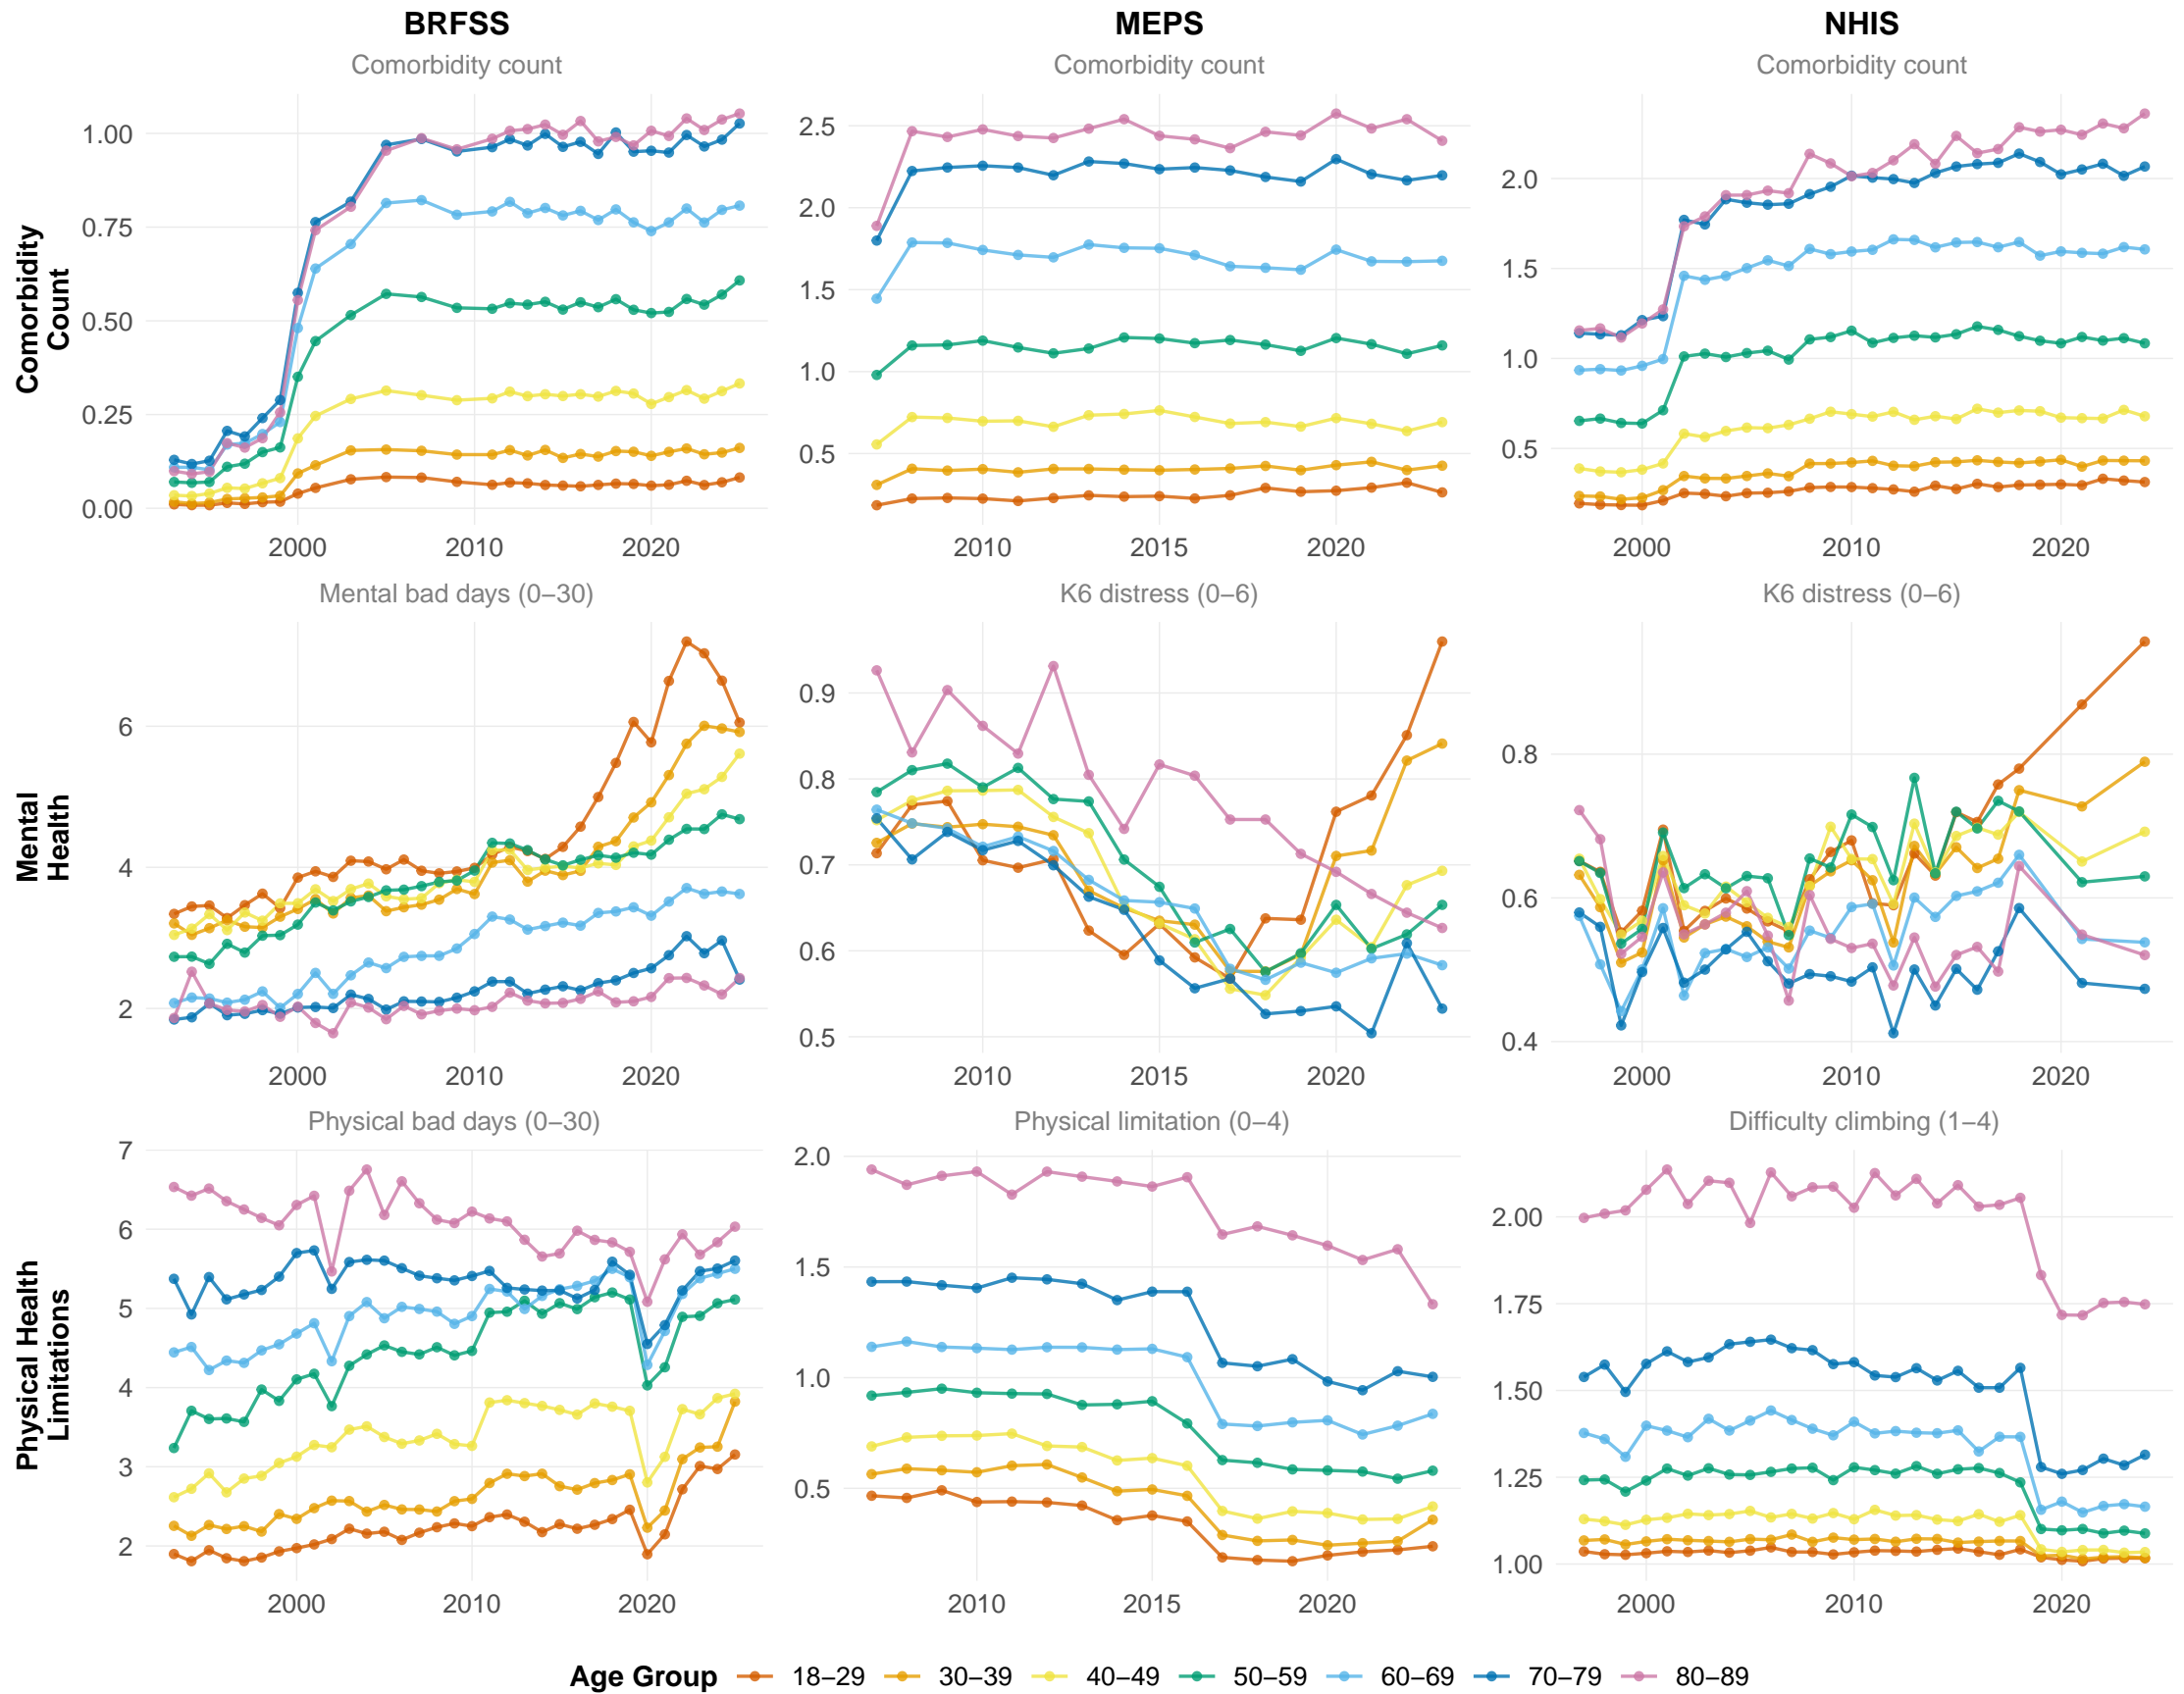 BRFSS MEPS NHIS
Comorbidity count Comorbidity count Comorbidity count
Comorbidity
Count
1.00
0.75
0.50
0.25
0.00
2000 2010 2020
2.5
2.0
1.5
1.0
0.5
2010 2015 2020
2.0
1.5
1.0
0.5
2000 2010 2020
Mental bad days (0–30) K6 distress (0–6) K6 distress (0–6)
Mental
Health
6
4
2
2000 2010 2020
0.9
0.8
0.7
0.6
0.5
2010 2015 2020
0.8
0.6
0.4
2000 2010 2020
Physical bad days (0–30) Physical limitation (0–4) Difficulty climbing (1–4)
Physical Health
Limitations
7
6
5
4
3
2
2000 2010 2020
2.0
1.5
1.0
0.5
2010 2015 2020
2.00
1.75
1.50
1.25
1.00
2000 2010 2020
Age Group 18–29 30–39 40–49 50–59 60–69 70–79 80–89